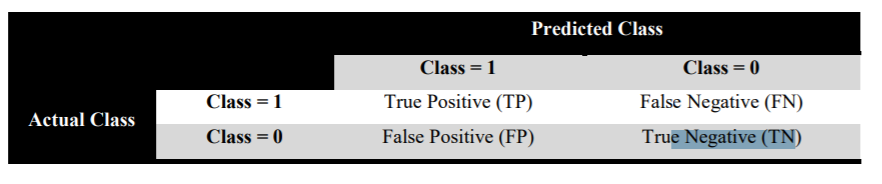 Predicted Class
Class = 1 Class = 0
Class = 1 True Positive (TP) False Negative (FN)
Actual Class
Class = 0 False Positive (FP) True Negative (TN)